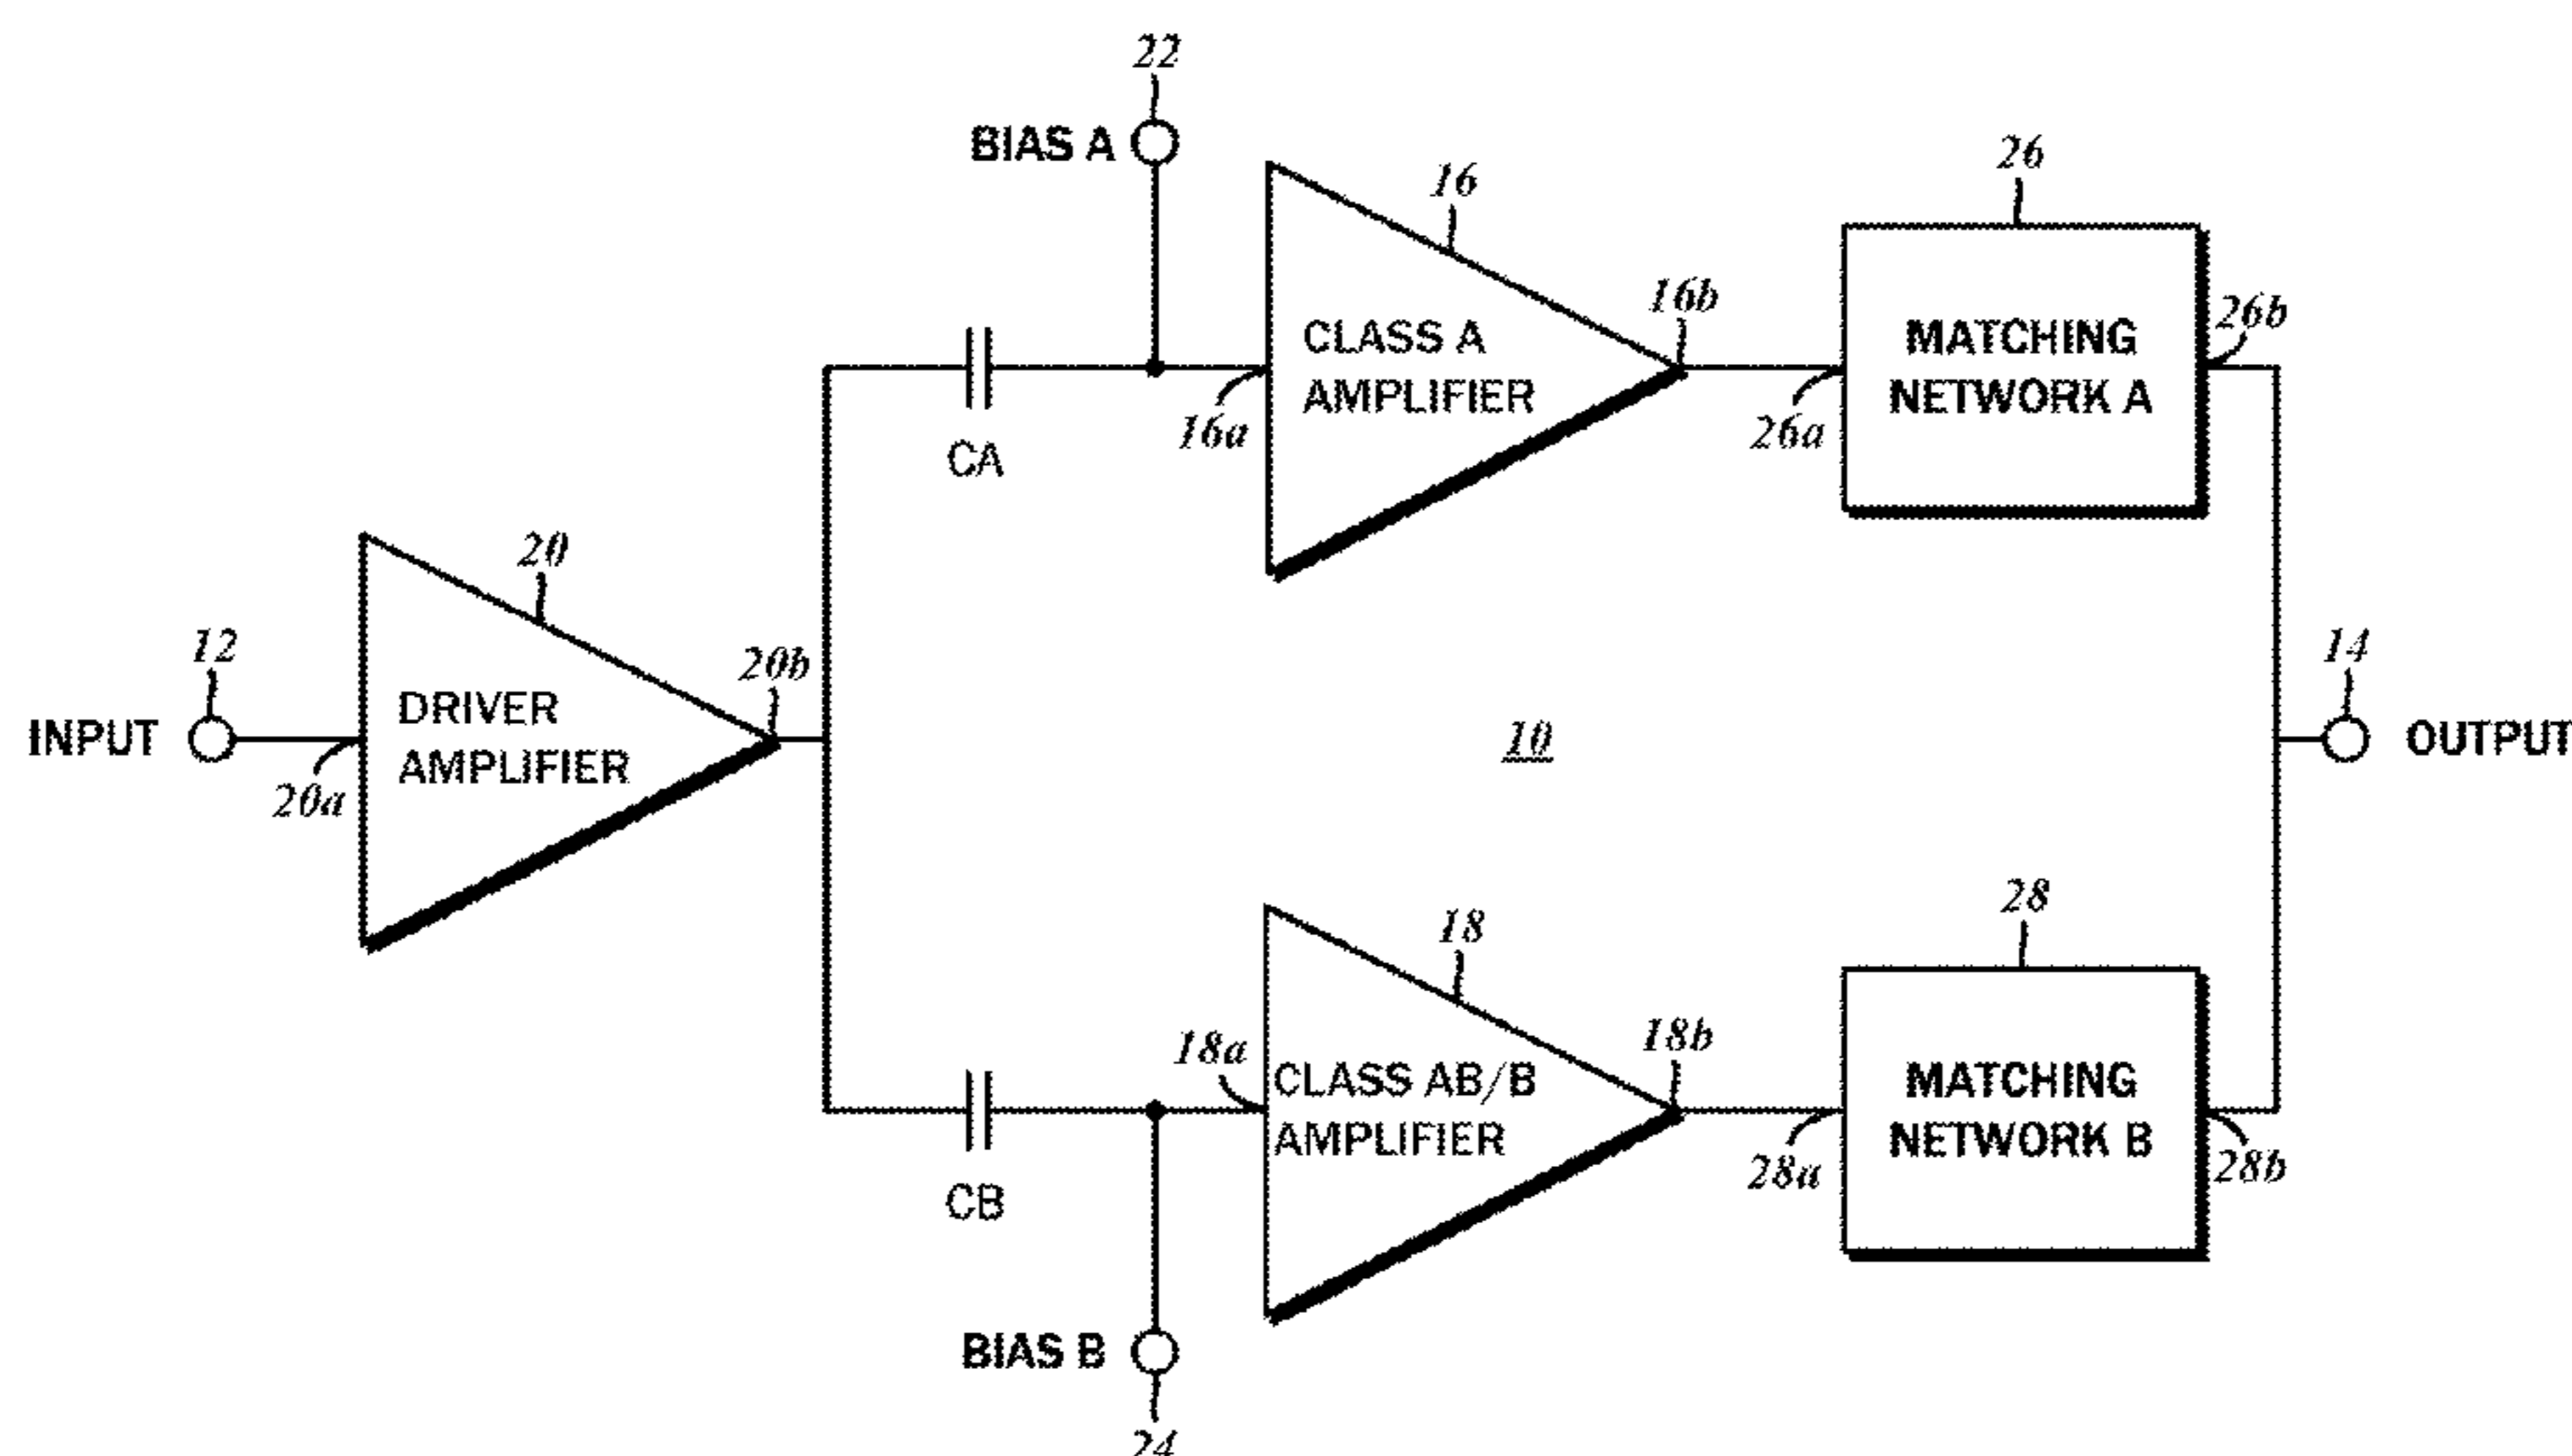 22
BIAS A
16
26
CLASS A
AMPLIFIER
16b
MATCHING
NETWORK A
26b
16a
26a
CA
20
12
20b
14
DRIVER
AMPLIFIER
INPUT
10
OUTPUT
20a
18
28
18a
18b
CLASS AB/B
AMPLIFIER
MATCHING
NETWORK B
28a
28b
CB
BIAS B
24